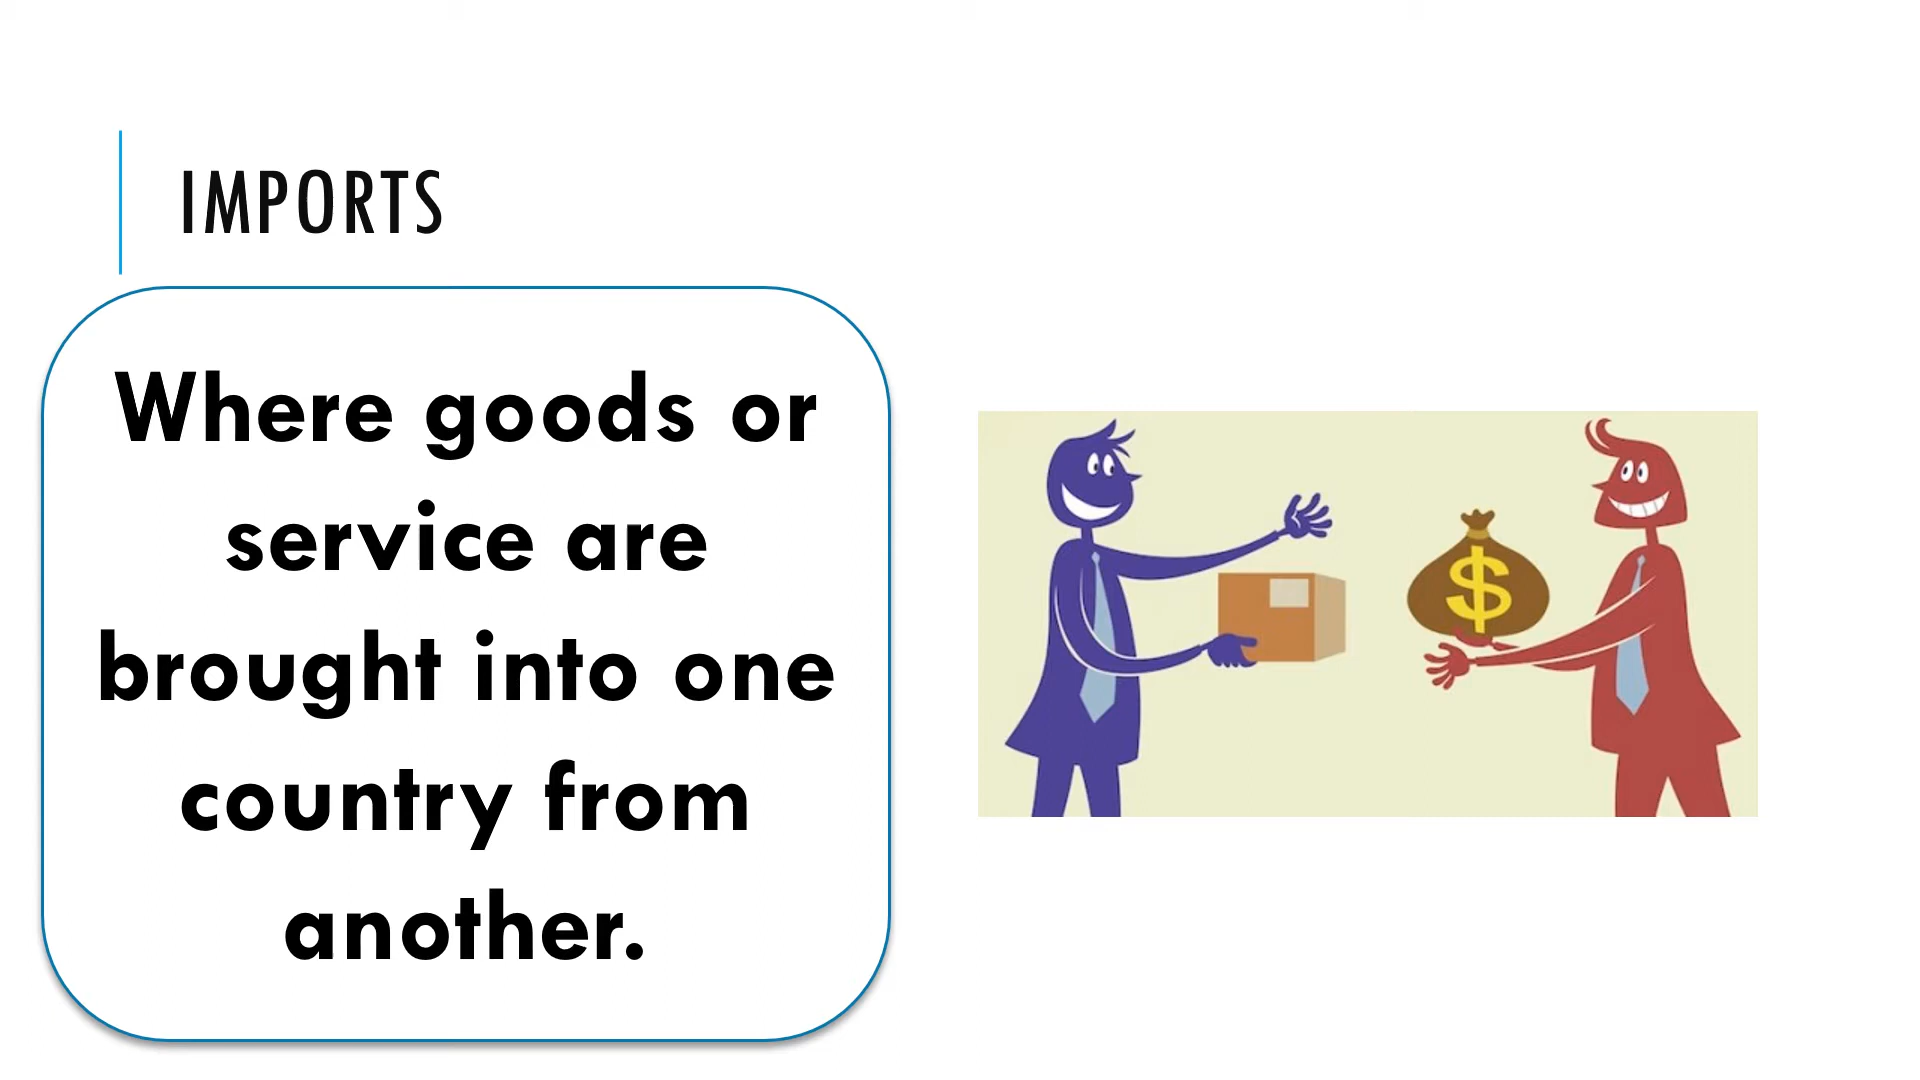 IMPORTS
Where goods or
service are
brought into one
country from
another.
$